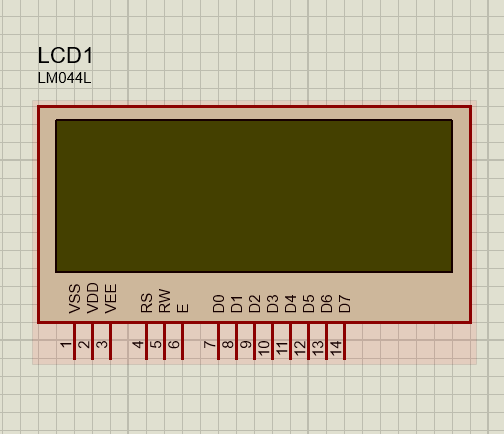 LCD1
LM044L
VSS VDD VEE RS RW E D0 D1 D2 D3 D4 D5 D6 D7
1 2 3 4 5 6 7 8 9 10 11 12 13 14